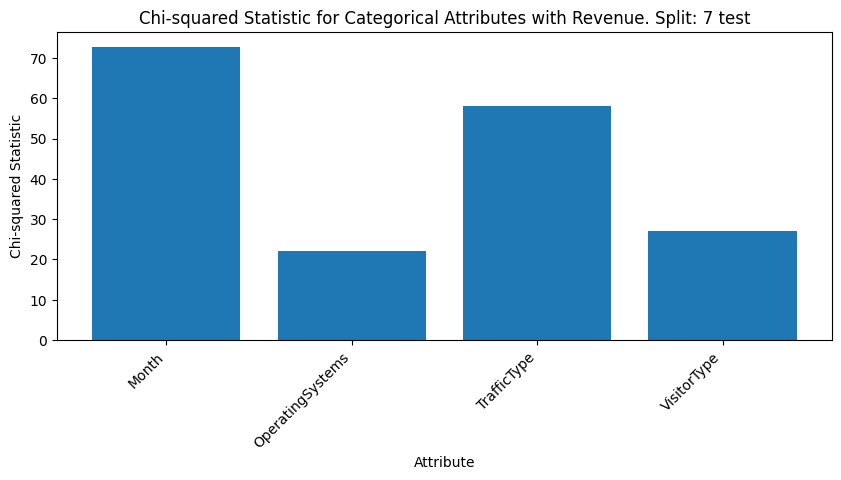 Chi-squared Statistic for Categorical Attributes with Revenue. Split: 7 test
Chi-squared Statistic
70
60
50
40
30
20
10
0
Month
OperatingSystems
TrafficType
VisitorType
Attribute